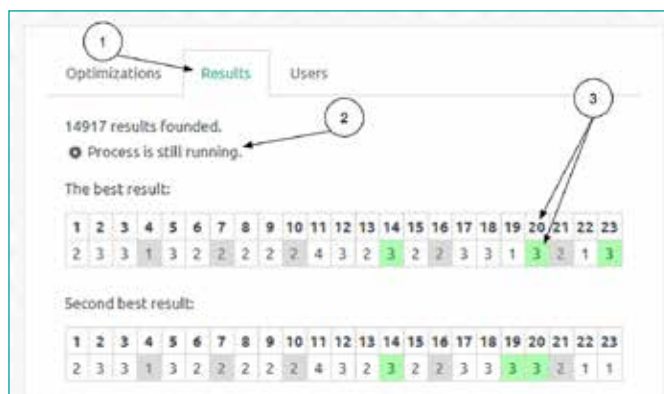 1
Optimizations Results Users
3
2
14917 results founded.
Process is still running.
The best result:
1 2 3 4 5 6 7 8 9 10 11 12 13 14 15 16 17 18 19 20 21 22 23
2 3 3 1 3 2 2 2 2 2 4 3 2 3 2 2 3 3 1 3 2 1 3
Second best result:
1 2 3 4 5 6 7 8 9 10 11 12 13 14 15 16 17 18 19 20 21 22 23
2 3 3 1 3 2 2 2 2 2 4 3 2 3 2 2 3 3 3 3 2 1 1